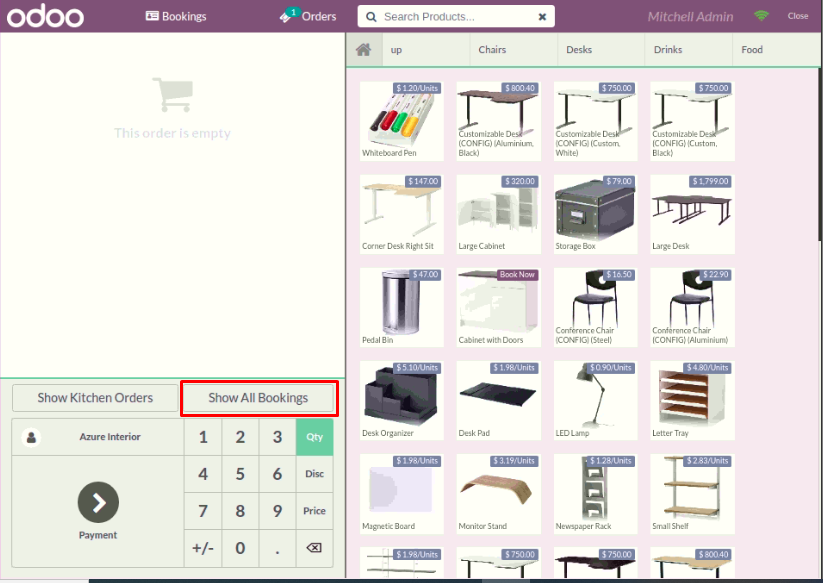 odoo
Bookings
1
Orders
Search Products...
Mitchell Admin
Close
This order is empty
up
Chairs
Desks
Drinks
Food
$ 1.20/Units
Whiteboard Pen
$ 800.40
Customizable Desk
(CONFIG) (Aluminium,
Black)
$ 750.00
Customizable Desk
(CONFIG) (Custom,
White)
$ 750.00
Customizable Desk
(CONFIG) (Custom,
Black)
$ 147.00
Corner Desk Right Sit
$ 320.00
Large Cabinet
$ 79.00
Storage Box
$ 1,799.00
Large Desk
$ 47.00
Pedal Bin
Book Now
Cabinet with Doors
$ 16.50
Conference Chair
(CONFIG) (Steel)
$ 22.90
Conference Chair
(CONFIG) (Aluminium)
$ 5.10/Units
Desk Organizer
$ 1.98/Units
Desk Pad
$ 0.90/Units
LED Lamp
$ 4.80/Units
Letter Tray
$ 1.98/Units
Magnetic Board
$ 3.19/Units
Monitor Stand
$ 1.28/Units
Newspaper Rack
$ 2.83/Units
Small Shelf
$ 1.98/Units
$ 750.00
$ 750.00
$ 800.40
Show Kitchen Orders
Show All Bookings
Azure Interior
Payment
1 2 3 Qty
4 5 6 Disc
7 8 9 Price
+/- 0 .